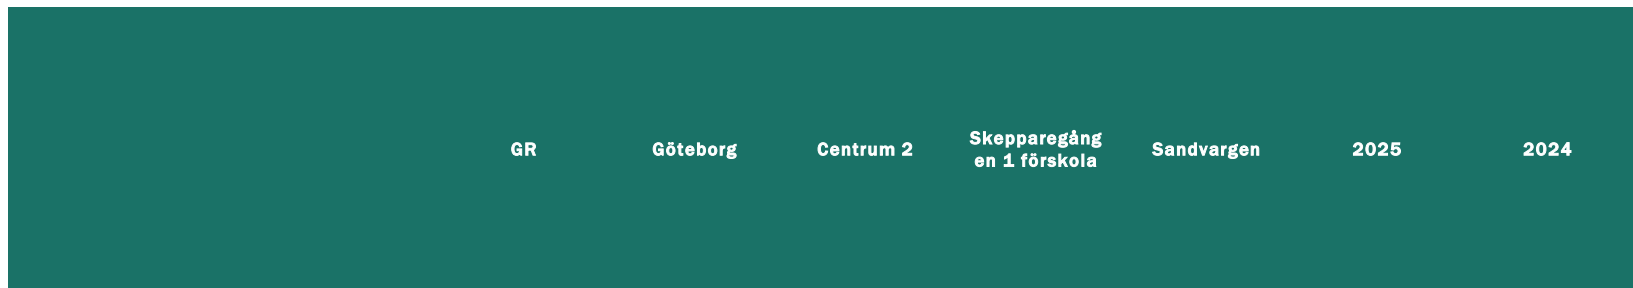 GR
Göteborg
Centrum 2
Skepparegång
en 1 förskola
Sandvargen
2025
2024